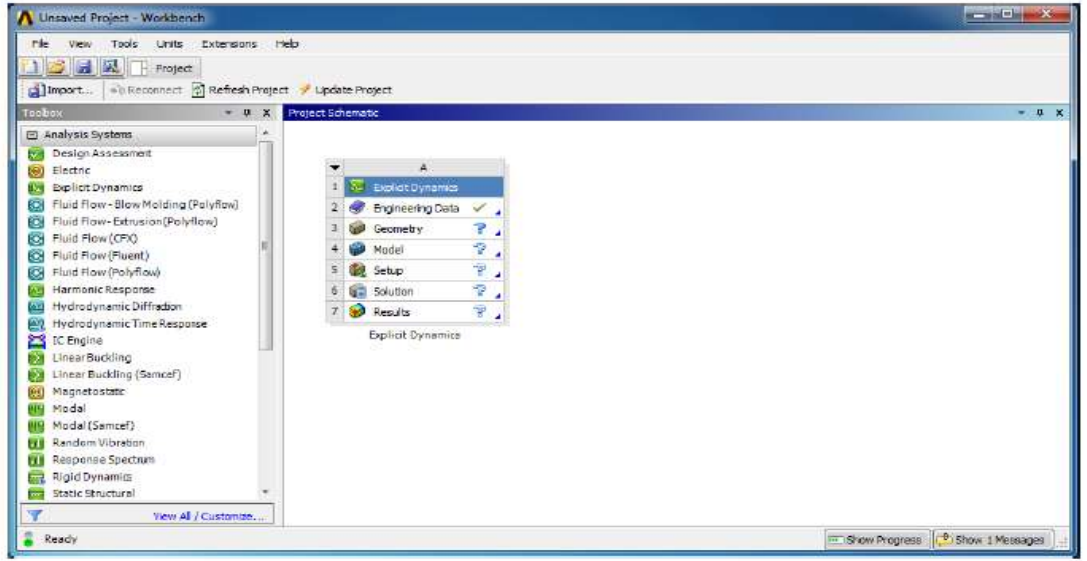 Unsaved Project - Workbench
File View Tools Units Extensions Help
Project
Import... Reconnect Refresh Project Update Project
Toolbox
Project Schematic
Analysis Systems
Design Assessment
Electric
Explicit Dynamics
Fluid Flow - Blow Molding (Polyflow)
Fluid Flow - Extrusion (Polyflow)
Fluid Flow (CFX)
Fluid Flow (Fluent)
Fluid Flow (Polyflow)
Harmonic Response
Hydrodynamic Diffraction
Hydrodynamic Time Response
IC Engine
Linear Buckling
Linear Buckling (Samcef)
Magnetostatic
Modal
Modal (Samcef)
Random Vibration
Response Spectrum
Rigid Dynamics
Static Structural
View All / Customize...
A
1 Explicit Dynamics
2 Engineering Data
3 Geometry
4 Model
5 Setup
6 Solution
7 Results
Explicit Dynamics
Ready
Show Progress Show 1 Messages